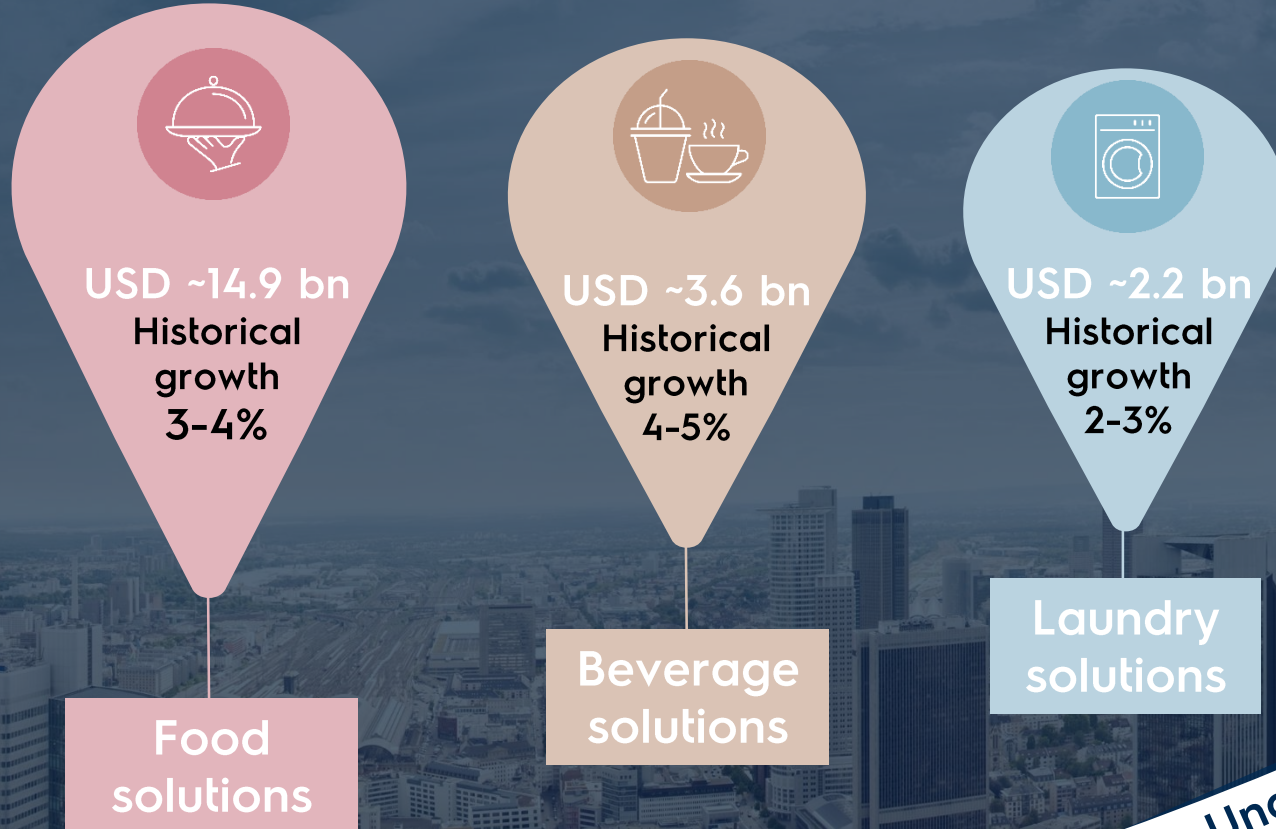 USD ~14.9 bn
Historical
growth
3-4%
Food
solutions
USD ~3.6 bn
Historical
growth
4-5%
Beverage
solutions
USD ~2.2 bn
Historical
growth
2-3%
Laundry
solutions